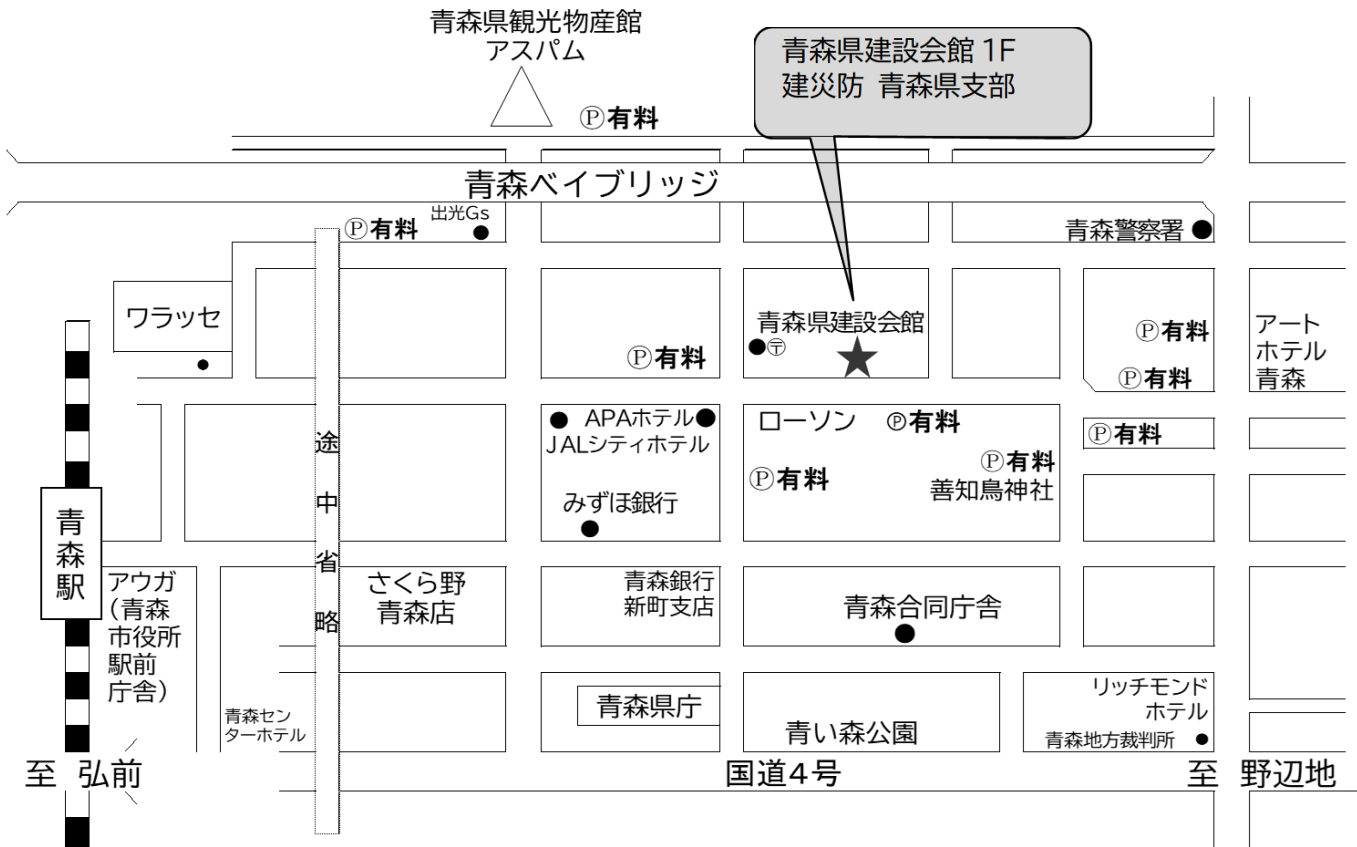 青森県観光物産館
アスパム
青森県建設会館 1F
建災防 青森県支部
Ⓟ有料
青森ベイブリッジ
出光Gs
Ⓟ有料
青森警察署
ワラッセ
青森県建設会館
〒
Ⓟ有料
Ⓟ有料
Ⓟ有料
アート
ホテル
青森
APAホテル
JALシティホテル
ローソン
Ⓟ有料
Ⓟ有料
Ⓟ有料
Ⓟ有料
善知鳥神社
みずほ銀行
途中省略
青森駅
アウガ
(青森
市役所
駅前
庁舎)
さくら野
青森店
青森銀行
新町支店
青森合同庁舎
青森セン
ターホテル
青森県庁
青い森公園
リッチモンド
ホテル
青森地方裁判所
至 弘前
国道4号
至 野辺地